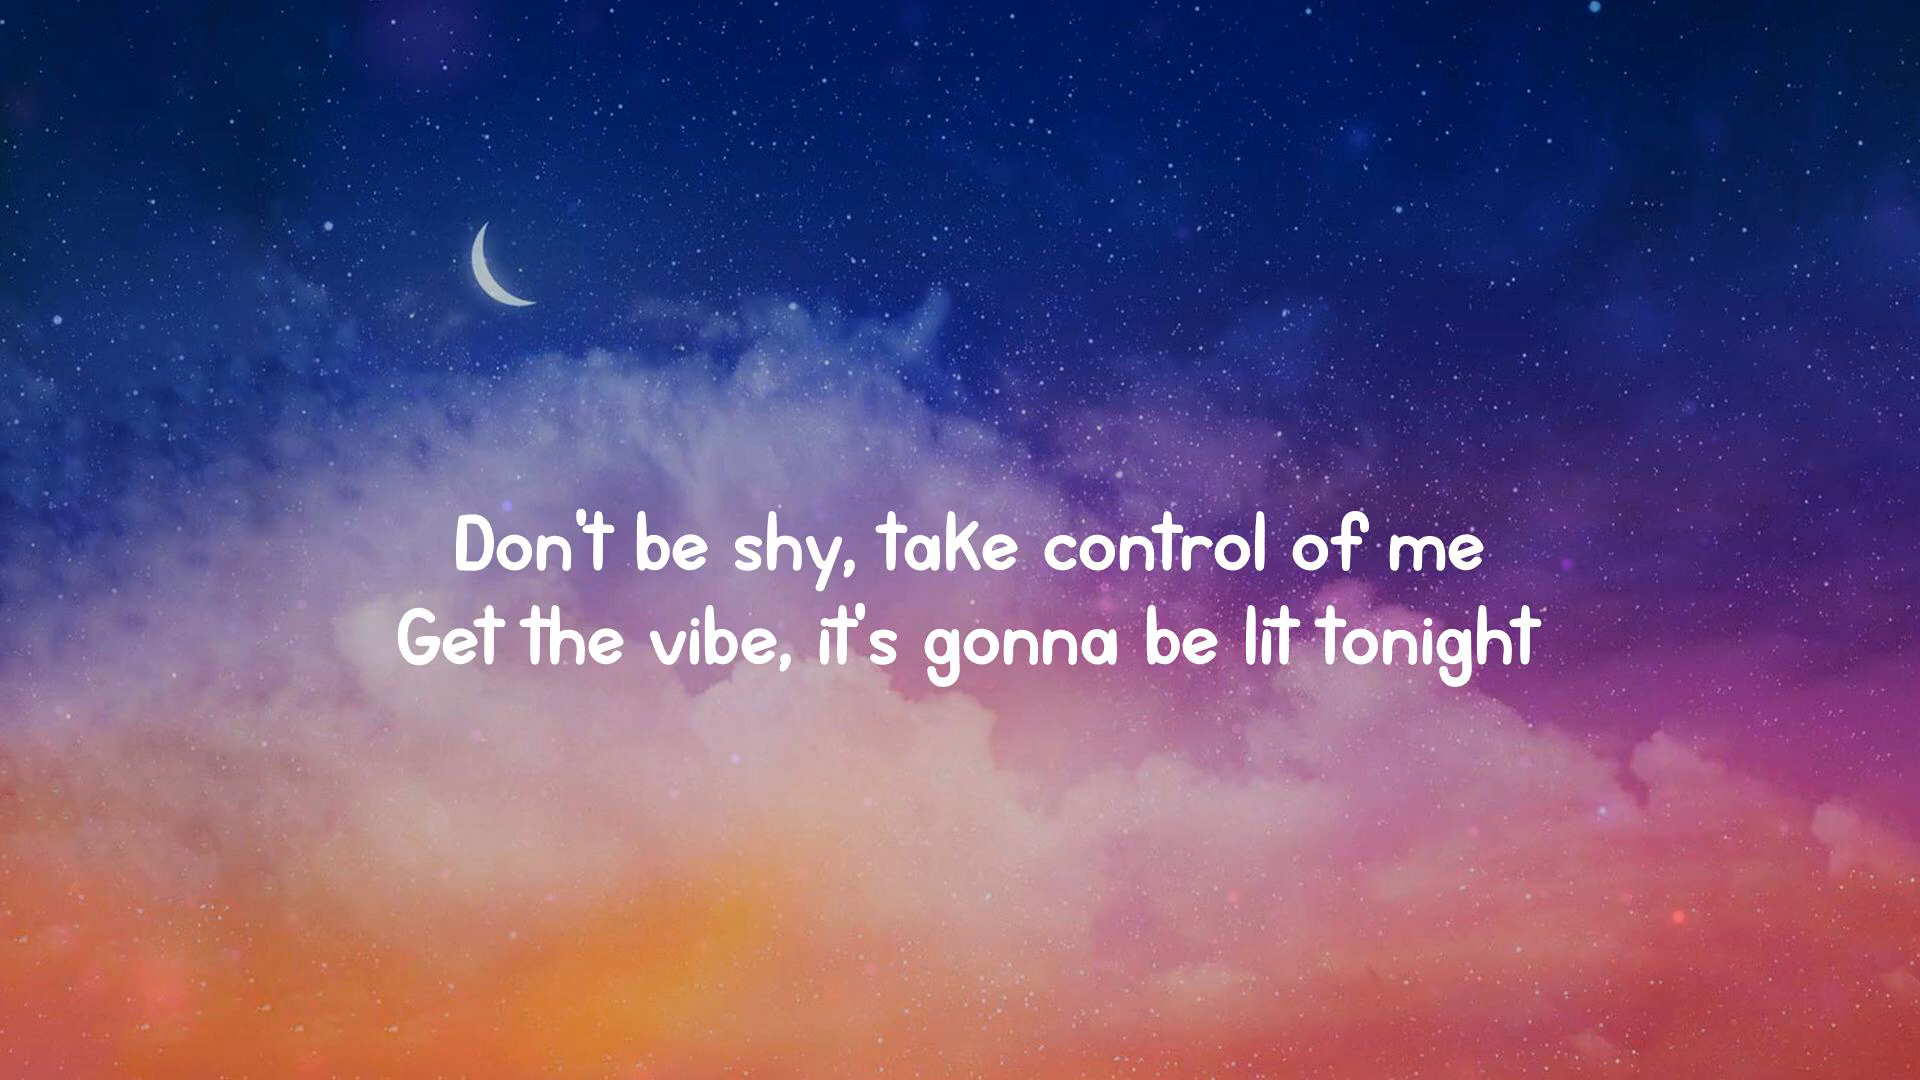 Don't be shy, take control of me
Get the vibe, it's gonna be lit tonight